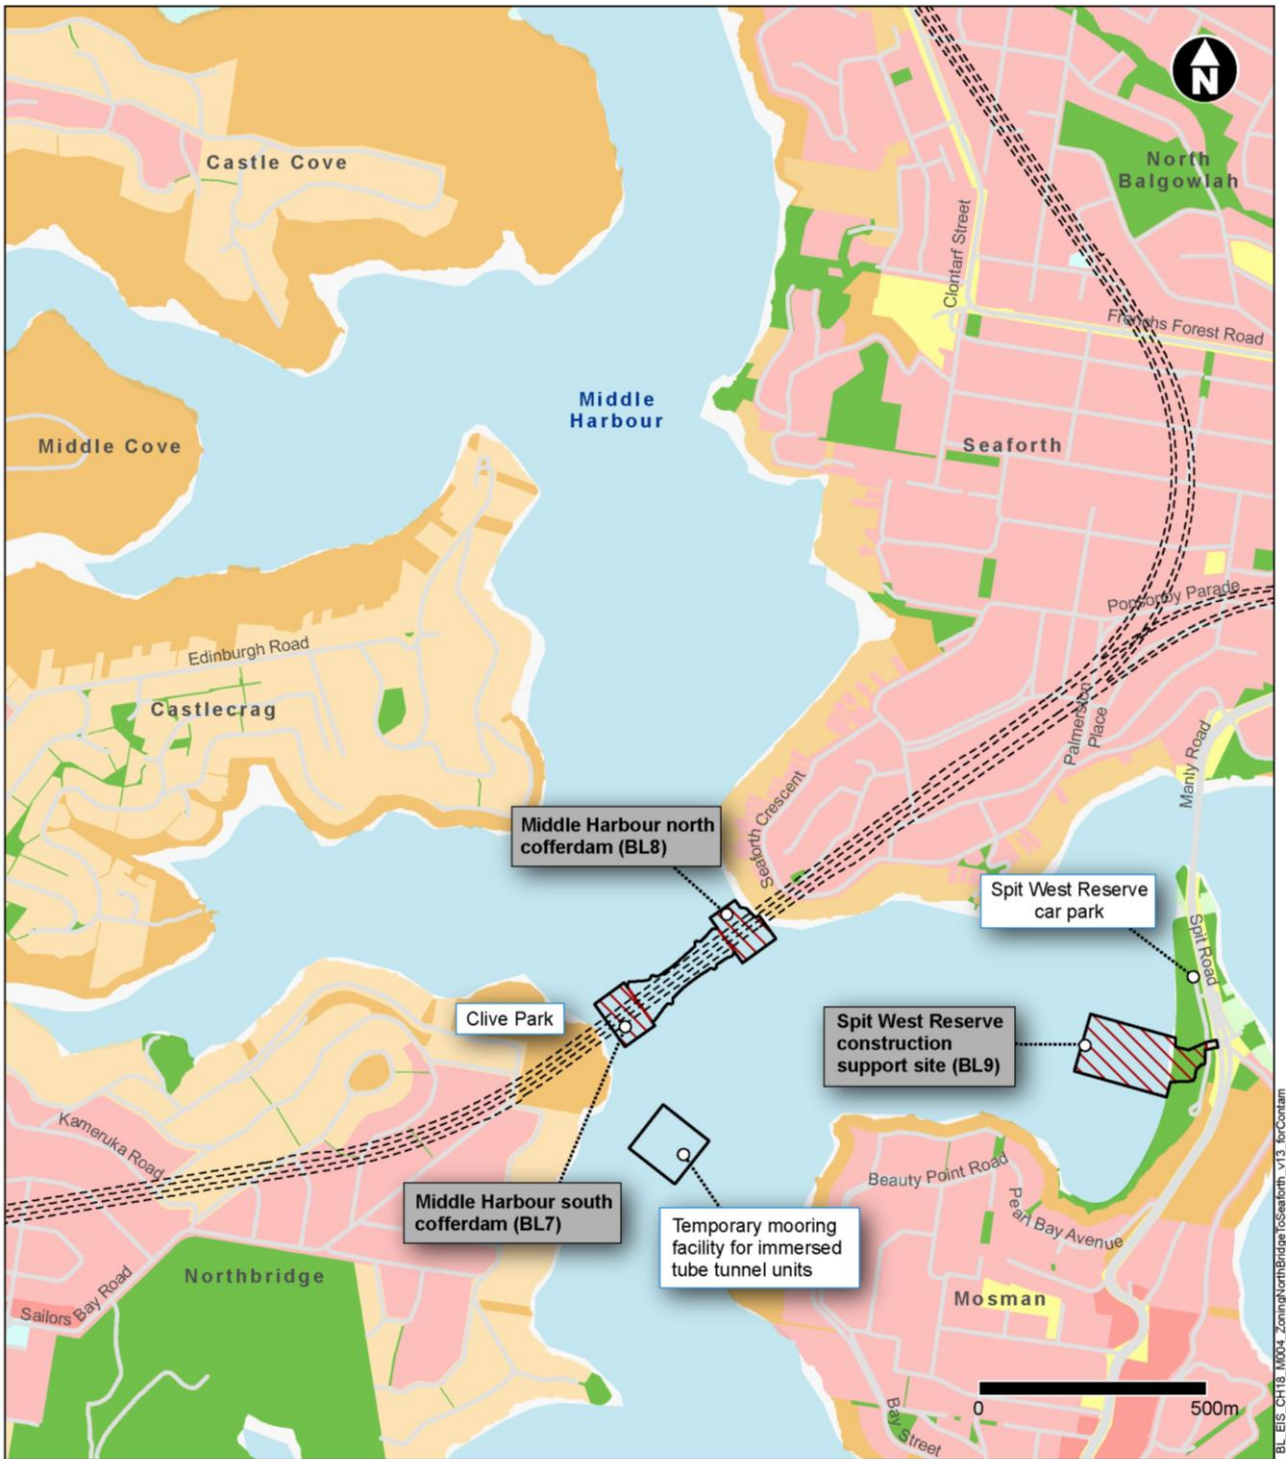 N
Castle Cove
North
Balgowlah
Clontarf Street
Frenchs Forest Road
Middle
Harbour
Middle Cove
Seaforth
Ponsonby Parade
Edinburgh Road
Castlecrag
Palmerston
Place
Manly Road
Seaforth Crescent
Middle Harbour north
cofferdam (BL8)
Spit West Reserve
car park
Spit Road
Clive Park
Spit West Reserve
construction
support site (BL9)
Kameruka Road
Beauty Point Road
Pearl Bay Avenue
Middle Harbour south
cofferdam (BL7)
Temporary mooring
facility for immersed
tube tunnel units
Northbridge
Sailors Bay Road
Mosman
Bay Street
0 500m
BL_EIS_CH18_M004_ZoningNorthBridgeToSeaforth_v13_forContam